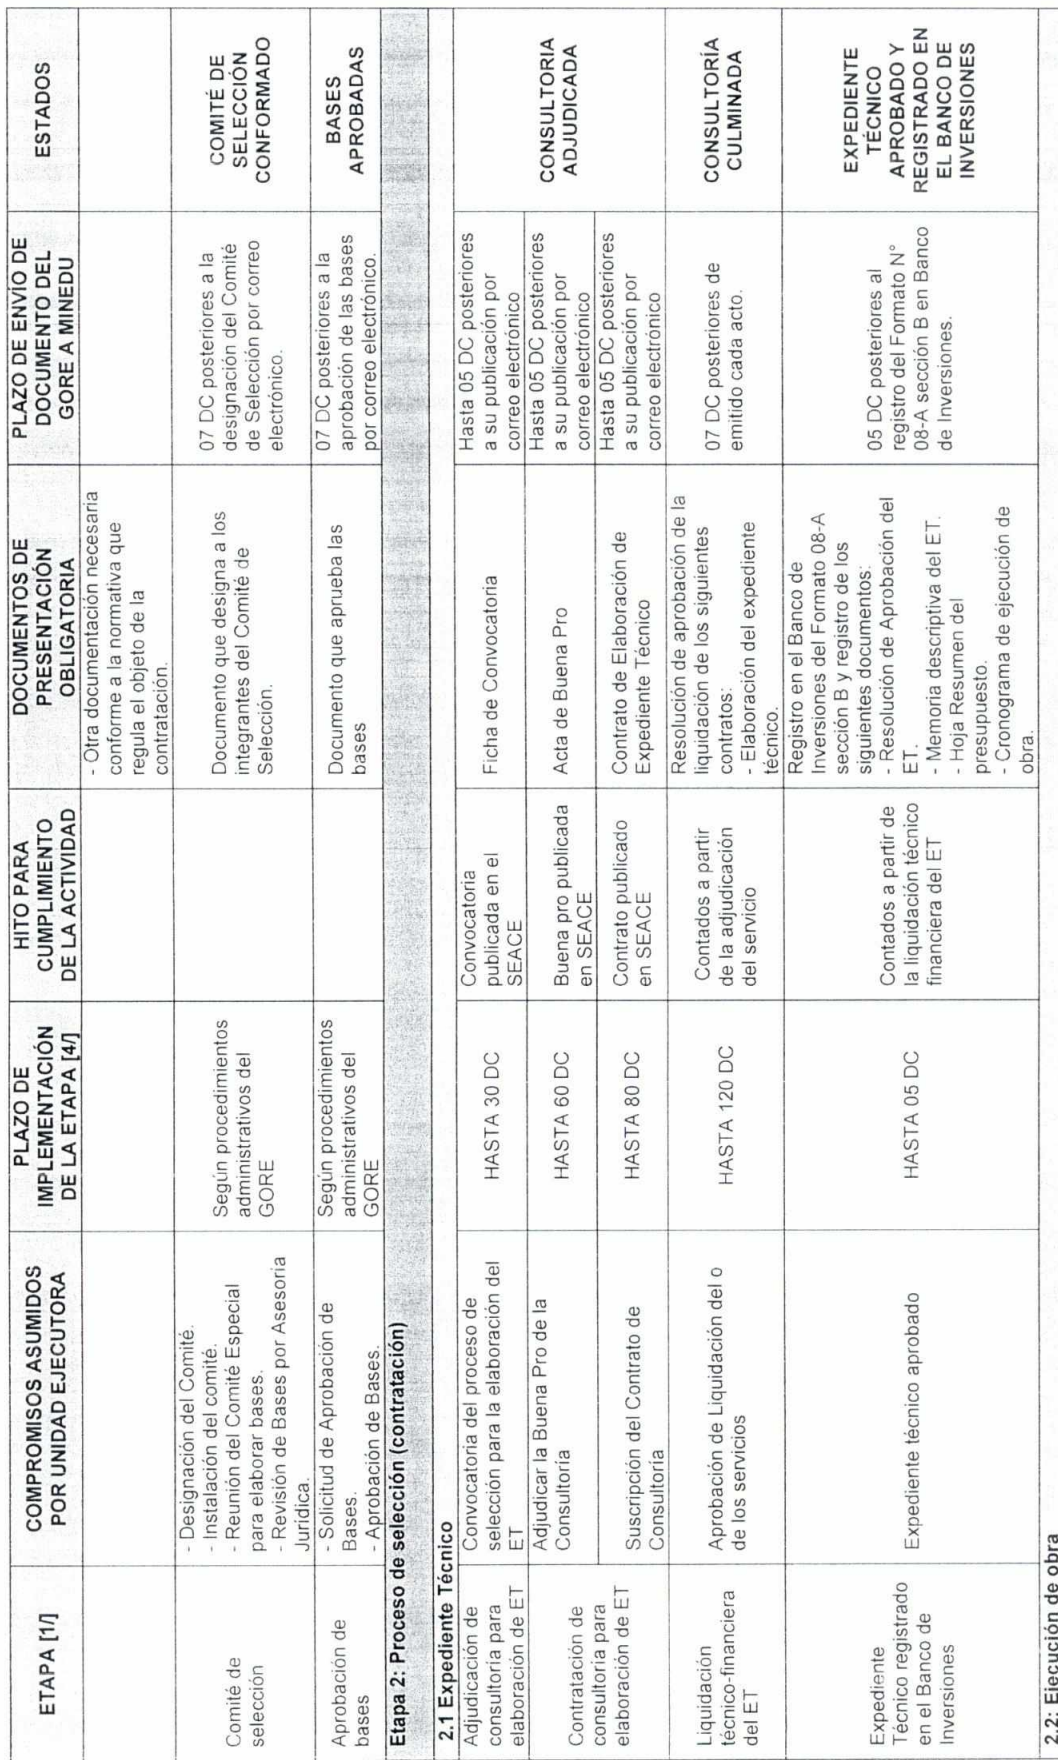 ETAPA [1/]
COMPROMISOS ASUMIDOS
POR UNIDAD EJECUTORA
PLAZO DE
IMPLEMENTACIÓN
DE LA ETAPA [4/]
HITO PARA
CUMPLIMIENTO
DE LA ACTIVIDAD
DOCUMENTOS DE
PRESENTACIÓN
OBLIGATORIA
PLAZO DE ENVÍO DE
DOCUMENTO DEL
GORE A MINEDU
ESTADOS
- Otra documentación necesaria
conforme a la normativa que
regula el objeto de la
contratación.
Comité de
selección
- Designación del Comité.
- Instalación del comité.
- Reunión del Comité Especial
para elaborar bases.
- Revisión de Bases por Asesoria
Jurídica.
Según procedimientos
administrativos del
GORE
Documento que designa a los
integrantes del Comité de
Selección.
07 DC posteriores a la
designación del Comité
de Selección por correo
electrónico.
COMITÉ DE
SELECCIÓN
CONFORMADO
Aprobación de
bases
- Solicitud de Aprobación de
Bases.
- Aprobación de Bases.
Según procedimientos
administrativos del
GORE
Documento que aprueba las
bases
07 DC posteriores a la
aprobación de las bases
por correo electrónico.
BASES
APROBADAS
Etapa 2: Proceso de selección (contratación)
2.1 Expediente Técnico
Adjudicación de
consultoría para
elaboración de ET
Convocatoria del proceso de
selección para la elaboración del
ET
HASTA 30 DC
Convocatoria
publicada en el
SEACE
Ficha de Convocatoria
Hasta 05 DC posteriores
a su publicación por
correo electrónico
CONSULTORIA
ADJUDICADA
Contratación de
consultoría para
elaboración de ET
Adjudicar la Buena Pro de la
Consultoría
HASTA 60 DC
Buena pro publicada
en SEACE
Acta de Buena Pro
Hasta 05 DC posteriores
a su publicación por
correo electrónico
Suscripción del Contrato de
Consultoría
HASTA 80 DC
Contrato publicado
en SEACE
Contrato de Elaboración de
Expediente Técnico
Hasta 05 DC posteriores
a su publicación por
correo electrónico
Liquidación
técnico-financiera
del ET
Aprobación de Liquidación del o
de los servicios
HASTA 120 DC
Contados a partir
de la adjudicación
del servicio
Resolución de aprobación de la
liquidación de los siguientes
contratos:
- Elaboración del expediente
técnico.
07 DC posteriores de
emitido cada acto.
CONSULTORÍA
CULMINADA
Expediente
Técnico registrado
en el Banco de
Inversiones
Expediente técnico aprobado
HASTA 05 DC
Contados a partir de
la liquidación técnico
financiera del ET
Registro en el Banco de
Inversiones del Formato 08-A
sección B y registro de los
siguientes documentos:
- Resolución de Aprobación del
ET.
- Memoria descriptiva del ET.
- Hoja Resumen del
presupuesto.
- Cronograma de ejecución de
obra.
05 DC posteriores al
registro del Formato N°
08-A sección B en Banco
de Inversiones.
EXPEDIENTE
TÉCNICO
APROBADO Y
REGISTRADO EN
EL BANCO DE
INVERSIONES
2.2: Ejecución de obra